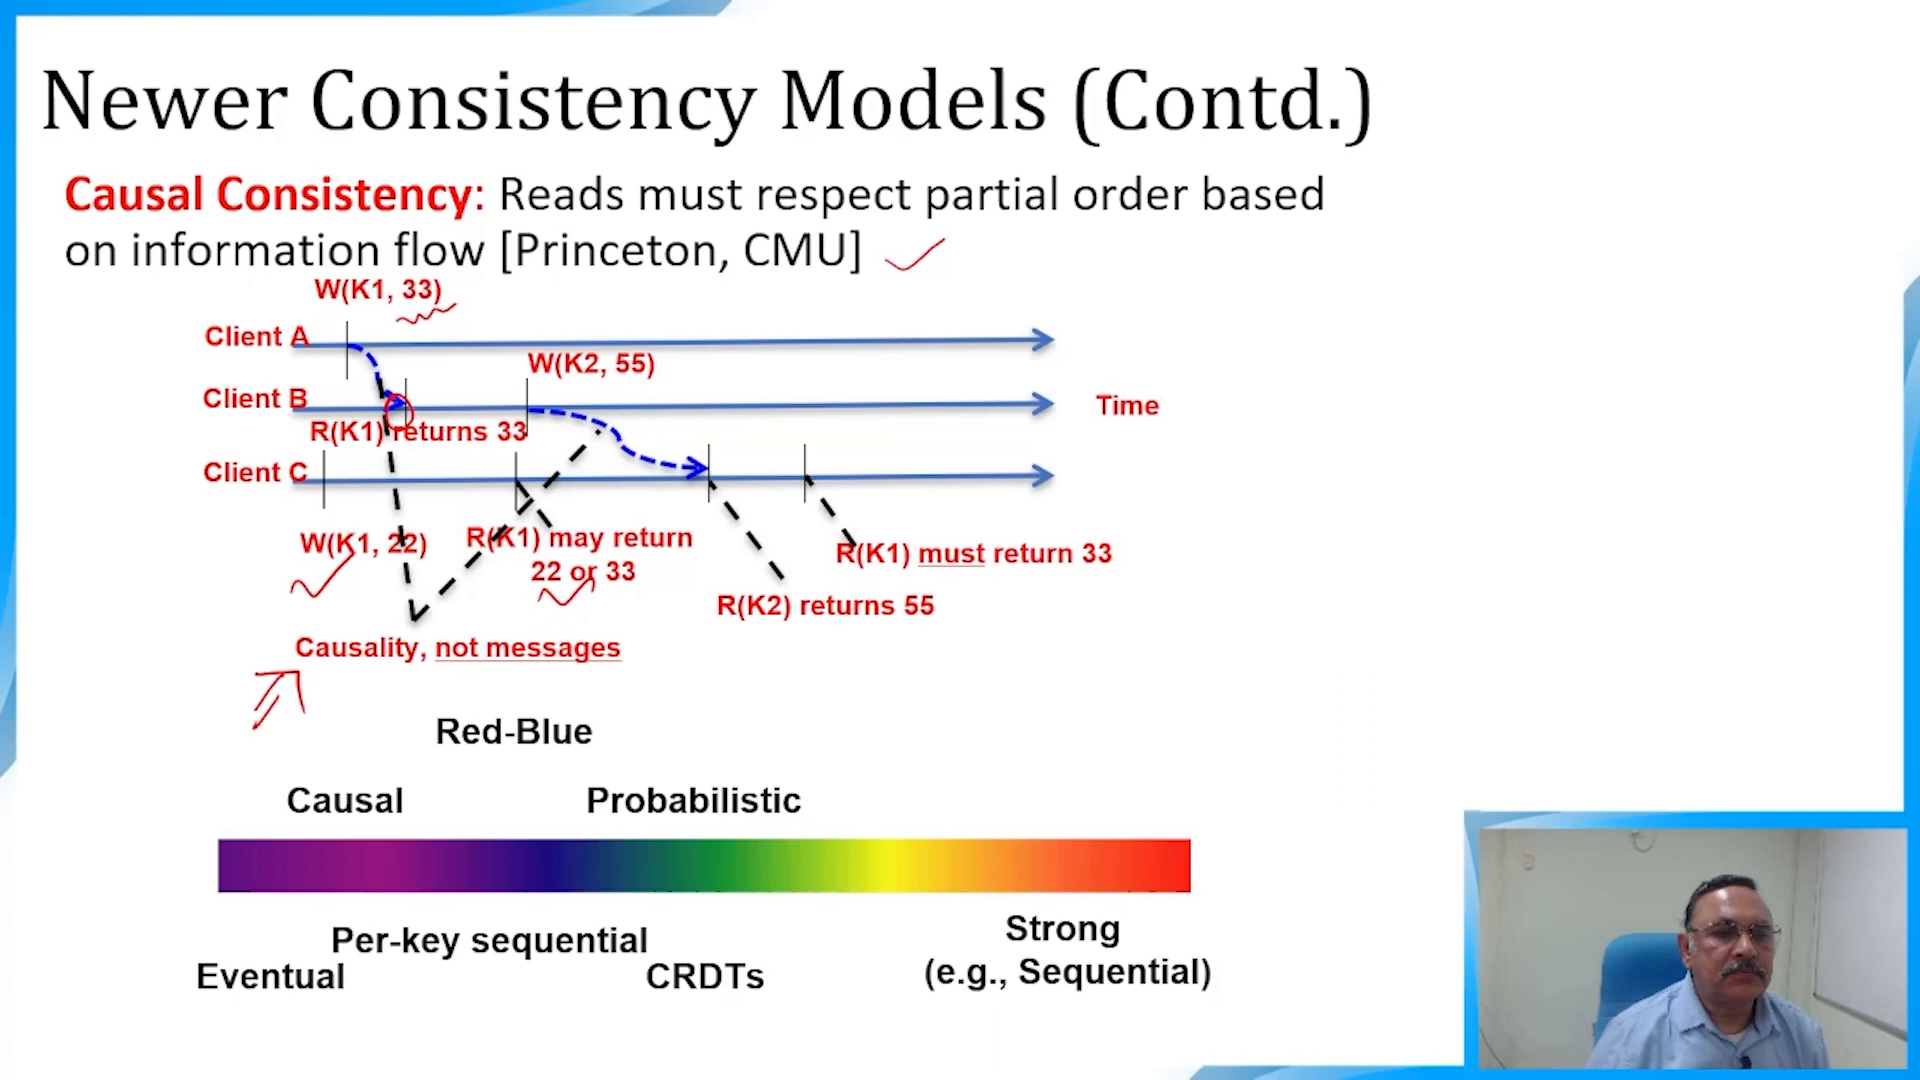 Newer Consistency Models (Contd.)
Causal Consistency: Reads must respect partial order based
on information flow [Princeton, CMU]
W(K1, 33)
Client A
W(K2, 55)
Client B
Time
R(K1) returns 33
Client C
W(K1, 22)
R(K1) may return
22 or 33
R(K1) must return 33
R(K2) returns 55
Causality, not messages
Red-Blue
Causal
Probabilistic
Per-key sequential
Eventual
CRDTs
Strong
(e.g., Sequential)